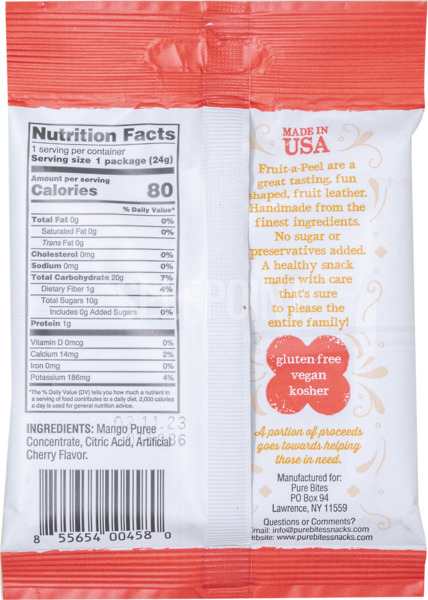 Nutrition Facts
1 serving per container
Serving size 1 package (24g)
Amount per serving
Calories 80
% Daily Value*
Total Fat 0g 0%
Saturated Fat 0g 0%
Trans Fat 0g
Cholesterol 0mg 0%
Sodium 0mg 0%
Total Carbohydrate 20g 7%
Dietary Fiber 1g 4%
Total Sugars 10g
Includes 0g Added Sugars 0%
Protein 1g
Vitamin D 0mcg 0%
Calcium 14mg 2%
Iron 0mg 0%
Potassium 186mg 4%
*The % Daily Value (DV) tells you how much a nutrient in
a serving of food contributes to a daily diet. 2,000 calories
a day is used for general nutrition advice.
INGREDIENTS: Mango Puree
Concentrate, Citric Acid, Artificial
Cherry Flavor.
8 55654 00458 0
MADE IN
USA
Fruit-a-Peel are a
great tasting, fun
shaped, fruit leather.
Handmade from the
finest ingredients.
No sugar or
preservatives added.
A healthy snack
made with care
that's sure
to please the
entire family!
gluten-free
vegan
kosher
A portion of proceeds
goes towards helping
those in need.
Manufactured for:
Pure Bites
PO Box 94
Lawrence, NY 11559
Questions or Comments?
Email: info@purebitessnacks.com
Website: www.purebitessnacks.com